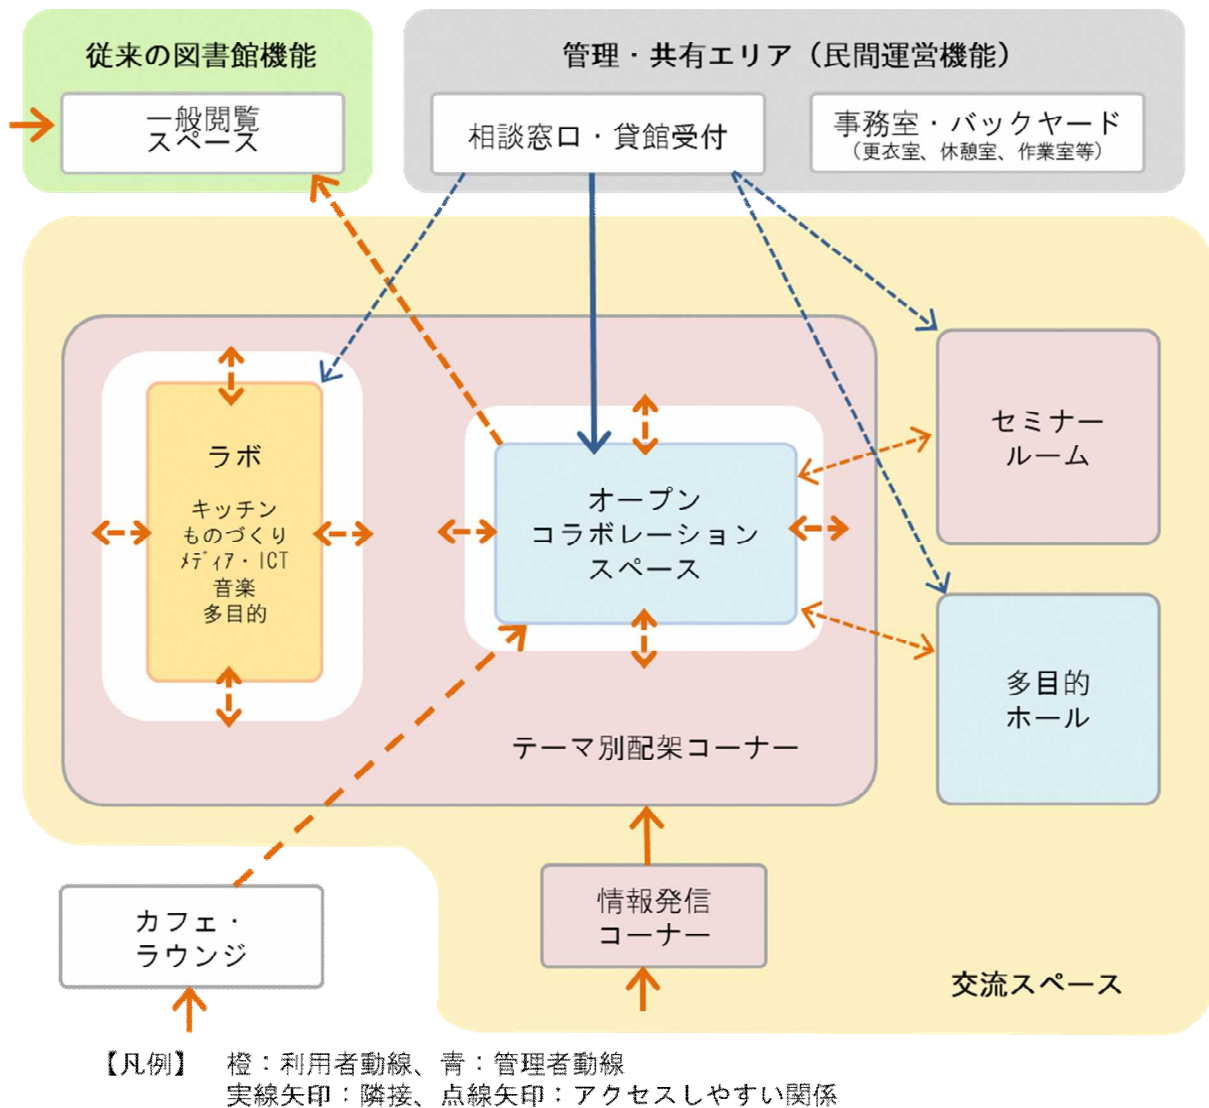 従来の図書館機能
一般閲覧
スペース
管理・共有エリア（民間運営機能）
相談窓口・貸館受付
事務室・バックヤード
（更衣室、休憩室、作業室等）
ラボ
キッチン
ものづくり
ﾒﾃﾞｨｱ・ICT
音楽
多目的
オープン
コラボレーション
スペース
セミナー
ルーム
多目的
ホール
テーマ別配架コーナー
カフェ・
ラウンジ
情報発信
コーナー
交流スペース
【凡例】　橙：利用者動線、青：管理者動線
実線矢印：隣接、点線矢印：アクセスしやすい関係